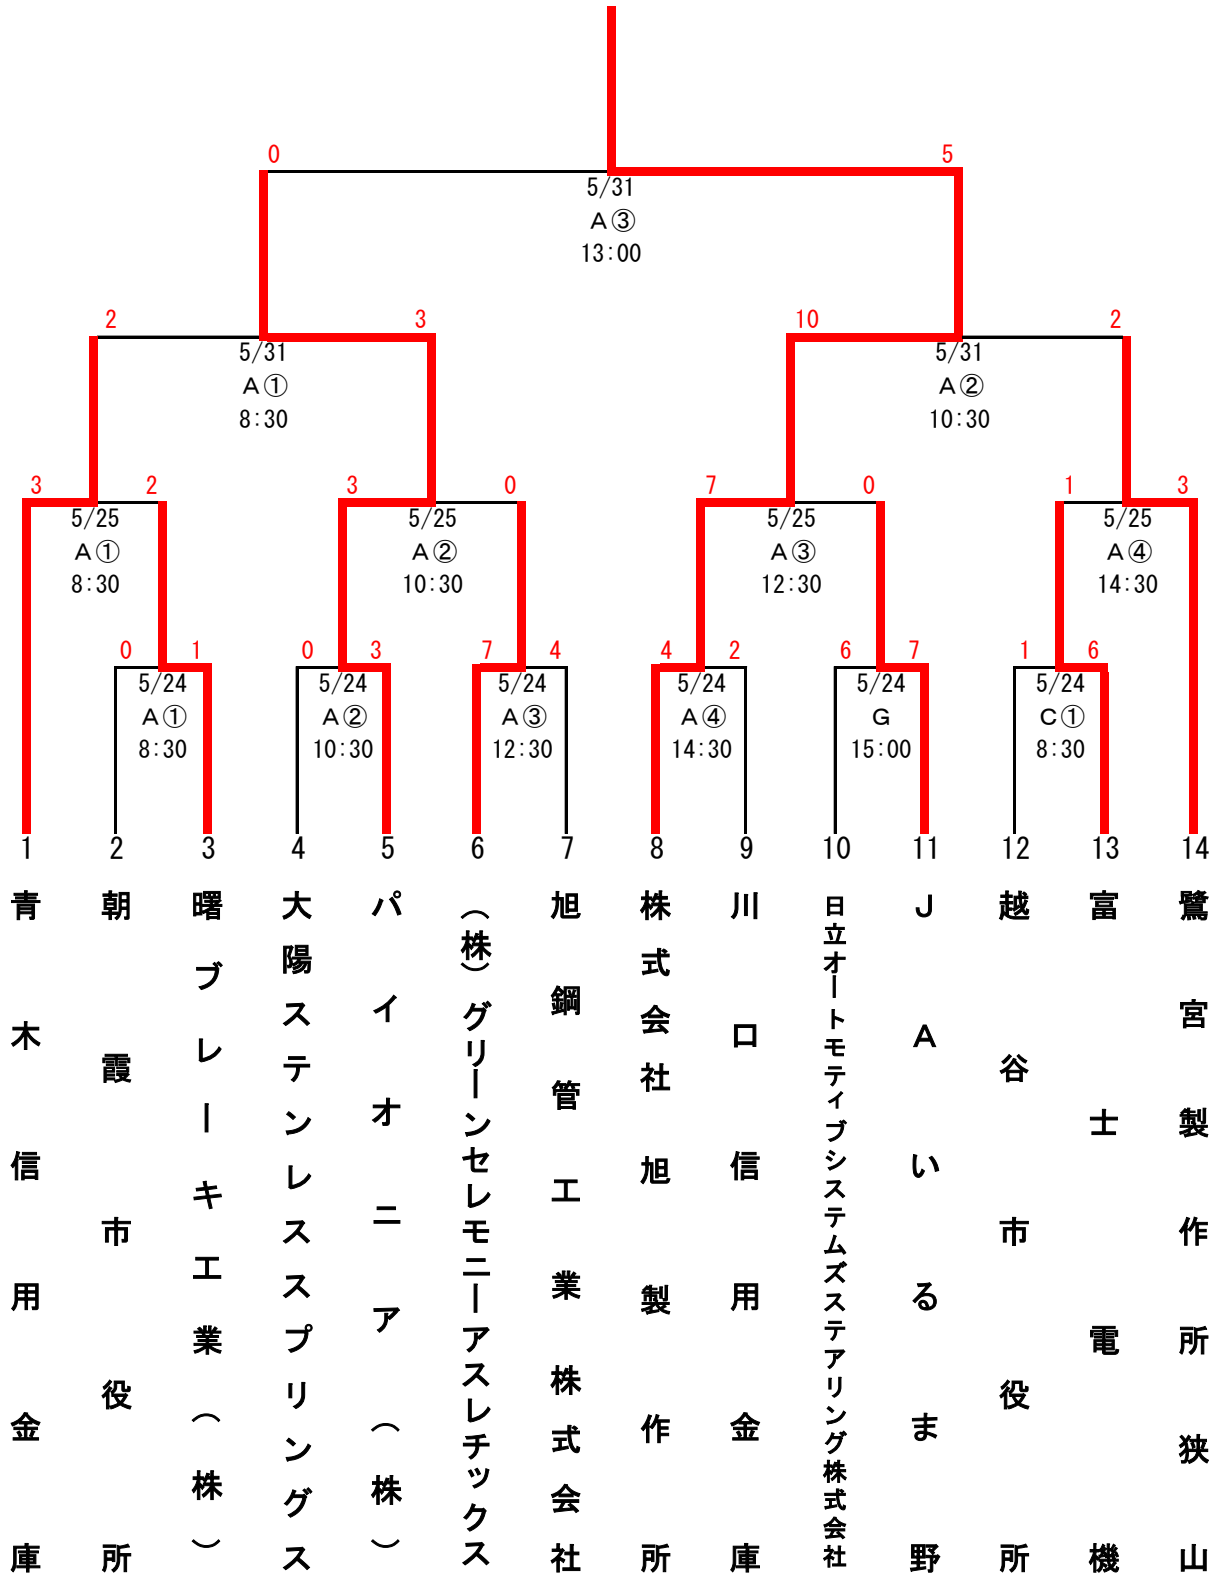 0 5
5/31
A③
13:00
2 3 10 2
5/31 5/31
A① A②
8:30 10:30
3 2 3 0 7 0 1 3
5/25 5/25 5/25 5/25
A① A② A③ A④
8:30 10:30 12:30 14:30
0 1 0 3 7 4 4 2 6 7 1 6
5/24 5/24 5/24 5/24 5/24 5/24
A① A② A③ A④ G C①
8:30 10:30 12:30 14:30 15:00 8:30
1 2 3 4 5 6 7 8 9 10 11 12 13 14
青木信用金庫
朝霞市役所
曙ブレーキ工業(株)
大陽ステンレススプリングス
パイオニア(株)
(株)グリーンセレモニーアスレチックス
旭鋼管工業株式会社
株式会社旭製作所
川口信用金庫
日立オートモティブシステムズステアリング株式会社
JAいるま野
越谷市役所
富士電機
鷺宮製作所狭山